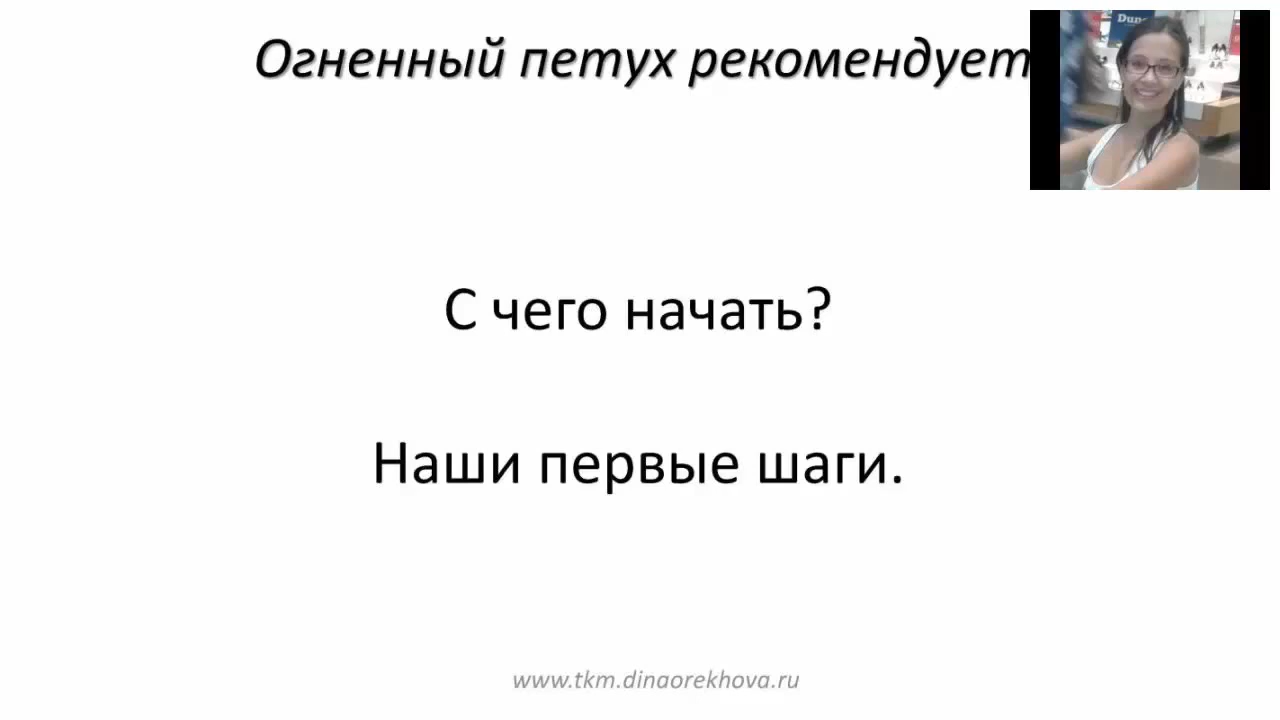 Огненный петух рекомендует
С чего начать?
Наши первые шаги.
www.tkm.dinaorekhova.ru